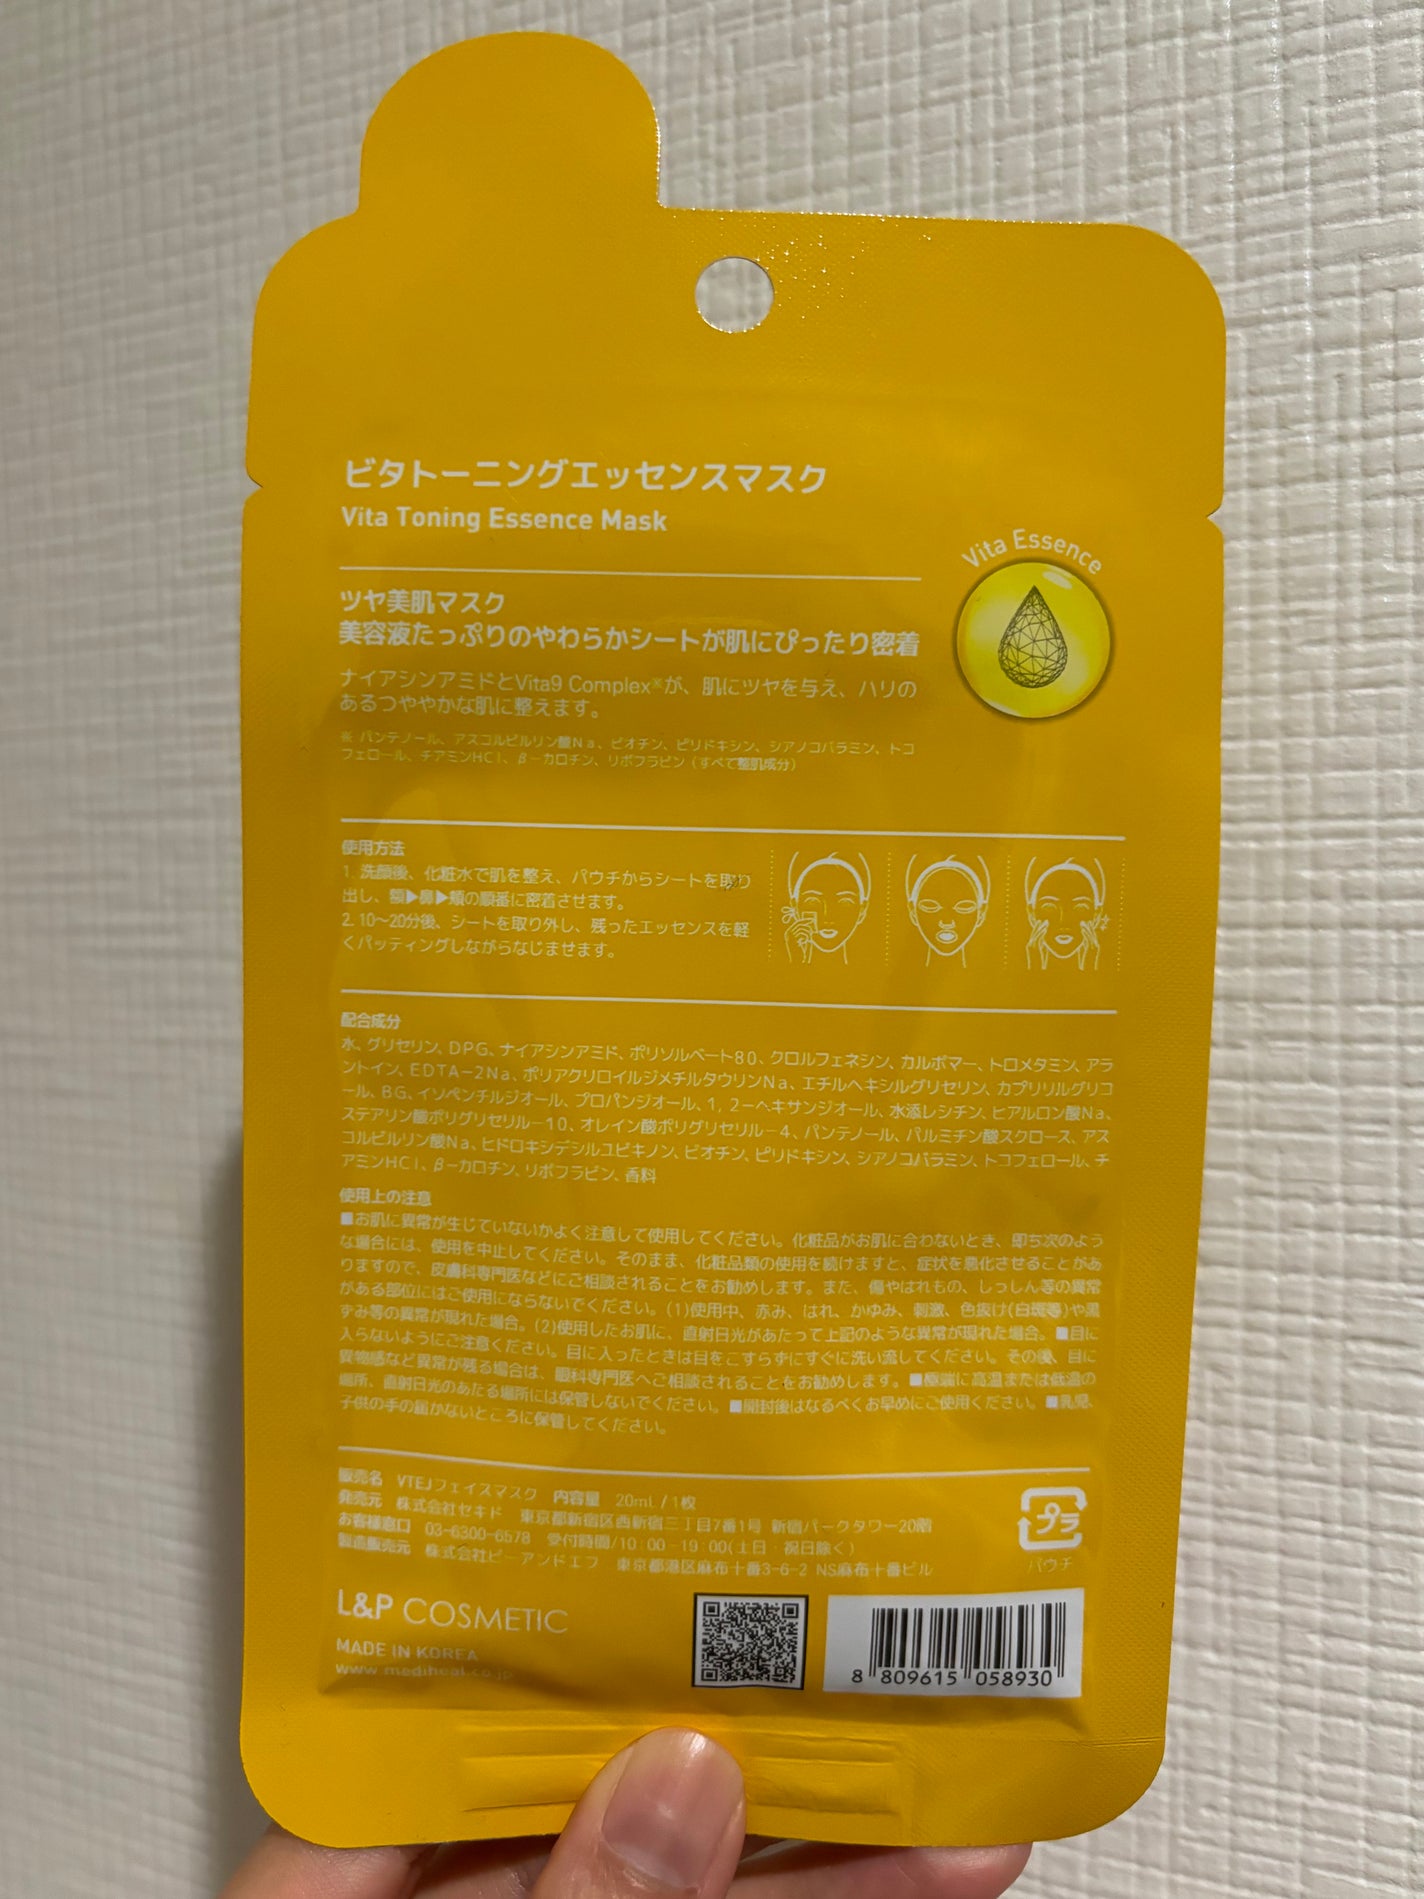 ビタトーニングエッセンスマスク
Vita Toning Essence Mask
Vita Essence
ツヤ美肌マスク
美容液たっぷりのやわらかシートが肌にぴったり密着
ナイアシンアミドとVita9 Complex※が、肌にツヤを与え、ハリの
あるつややかな肌に整えます。
※ パンテノール、アスコルビルリン酸Na、ビオチン、ピリドキシン、シアノコバラミン、トコ
フェロール、チアミンHCl、β－カロチン、リボフラビン（すべて整肌成分）
使用方法
1. 洗顔後、化粧水で肌を整え、パウチからシートを取り
出し、額▶鼻▶頬の順番に密着させます。
2. 10〜20分後、シートを取り外し、残ったエッセンスを軽
くパッティングしながらなじませます。
配合成分
水、グリセリン、DPG、ナイアシンアミド、ポリソルベート80、クロルフェネシン、カルボマー、トロメタミン、アラ
ントイン、EDTA－2Na、ポリアクリロイルジメチルタウリンNa、エチルヘキシルグリセリン、カプリリルグリコ
ール、BG、イソペンチルジオール、プロパンジオール、1,2－ヘキサンジオール、水添レシチン、ヒアルロン酸Na、
ステアリン酸ポリグリセリル－10、オレイン酸ポリグリセリル－4、パンテノール、パルミチン酸スクロース、アス
コルビルリン酸Na、ヒドロキシデシルユビキノン、ビオチン、ピリドキシン、シアノコバラミン、トコフェロール、チ
アミンHCl、β－カロチン、リボフラビン、香料
使用上の注意
■お肌に異常が生じていないかよく注意して使用してください。化粧品がお肌に合わないとき、即ち次のよう
な場合には、使用を中止してください。そのまま、化粧品類の使用を続けますと、症状を悪化させることがあ
りますので、皮膚科専門医などにご相談されることをお勧めします。また、傷やはれもの、しっしん等の異常
がある部位にはご使用にならないでください。(1)使用中、赤み、はれ、かゆみ、刺激、色抜け(白斑等)や黒
ずみ等の異常が現れた場合。(2)使用したお肌に、直射日光があたって上記のような異常が現れた場合。■目に
入らないようにご注意ください。目に入ったときは目をこすらずにすぐに洗い流してください。その後、目に
異物感など異常が残る場合は、眼科専門医へご相談されることをお勧めします。■極端に高温または低温の
場所、直射日光のあたる場所には保管しないでください。■開封後はなるべくお早めにご使用ください。■乳児、
子供の手の届かないところに保管してください。
販売名 VTEJフェイスマスク 内容量 20mL / 1枚
発売元 株式会社セキド 東京都新宿区西新宿三丁目7番1号 新宿パークタワー20階
お客様窓口 03-6300-6578 受付時間/10：00－19：00(土日・祝日除く)
製造販売元 株式会社ピーアンドエフ 東京都港区麻布十番3-6-2 NS麻布十番ビル
プラ
パウチ
L&P COSMETIC
MADE IN KOREA
www.mediheal.co.jp
8 809615 058930